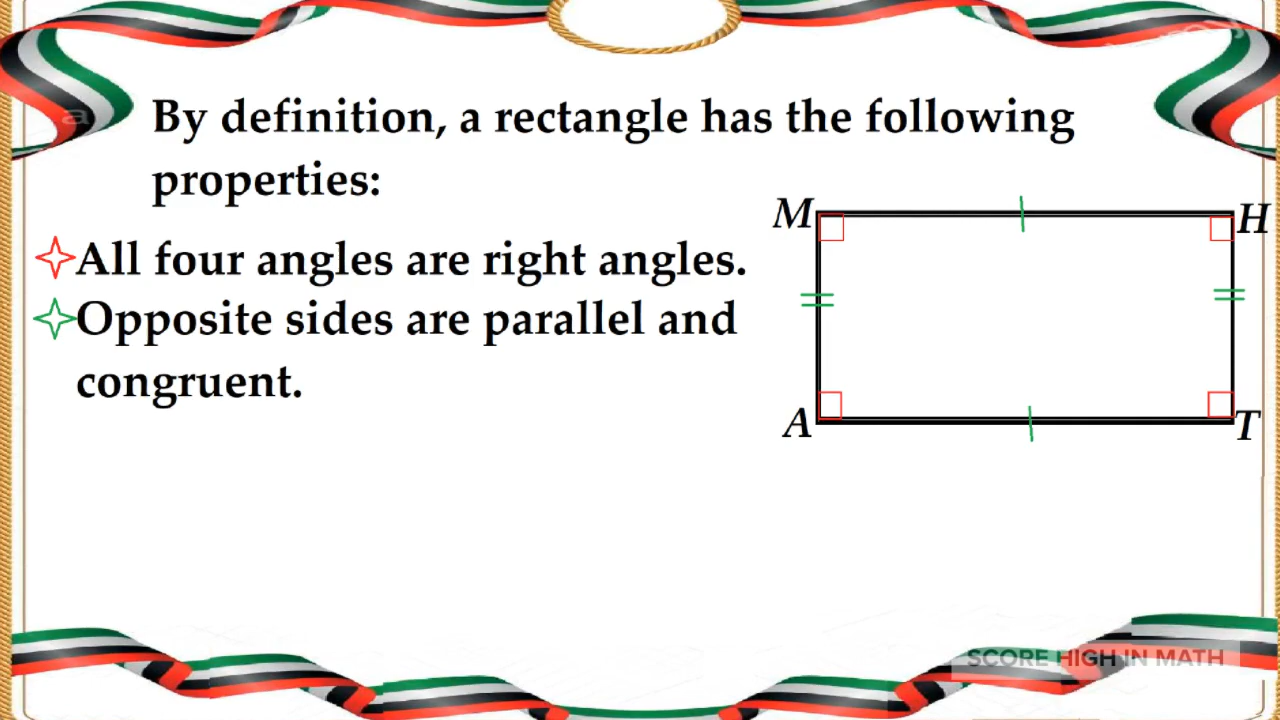 By definition, a rectangle has the following
properties:
All four angles are right angles.
Opposite sides are parallel and
congruent.
M
H
A
T
SCORE HIGH IN MATH